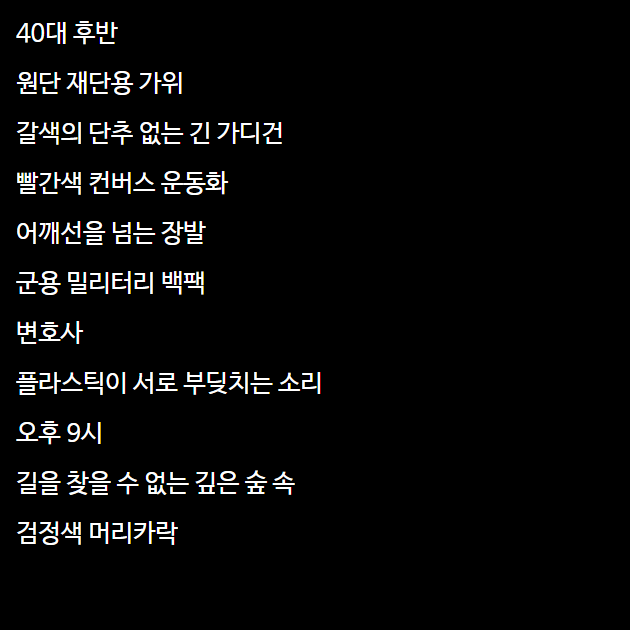 40대 후반
원단 재단용 가위
갈색의 단추 없는 긴 가디건
빨간색 컨버스 운동화
어깨선을 넘는 장발
군용 밀리터리 백팩
변호사
플라스틱이 서로 부딪치는 소리
오후 9시
길을 찾을 수 없는 깊은 숲 속
검정색 머리카락